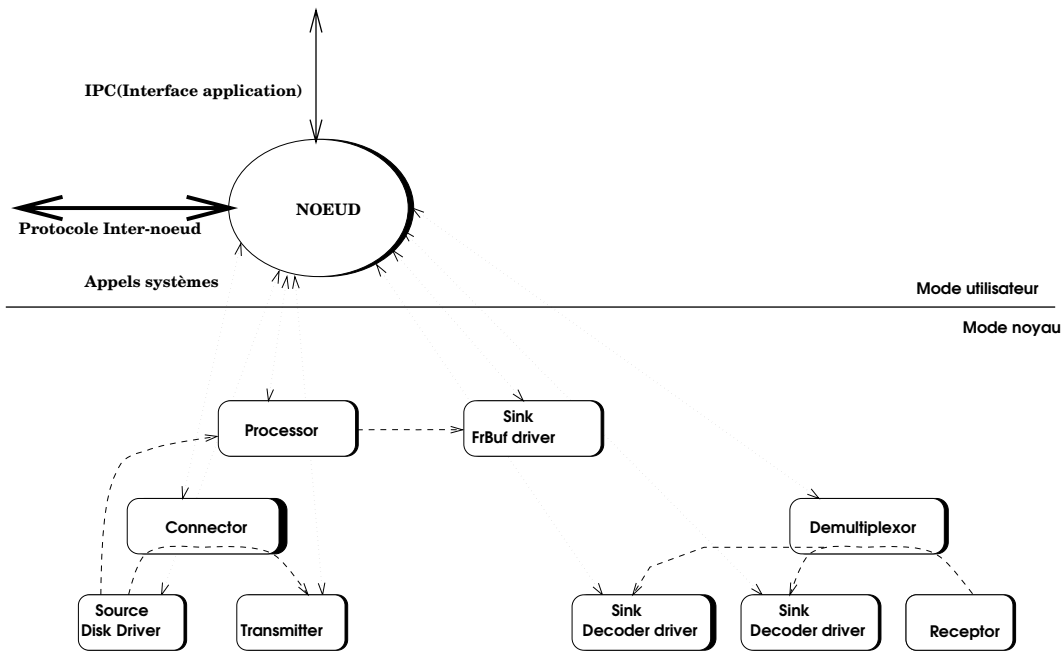 IPC(Interface application)
NOEUD
Protocole Inter-noeud
Appels systèmes
Mode utilisateur
Mode noyau
Processor
Sink
FrBuf driver
Connector
Demultiplexor
Source
Disk Driver
Transmitter
Sink
Decoder driver
Sink
Decoder driver
Receptor